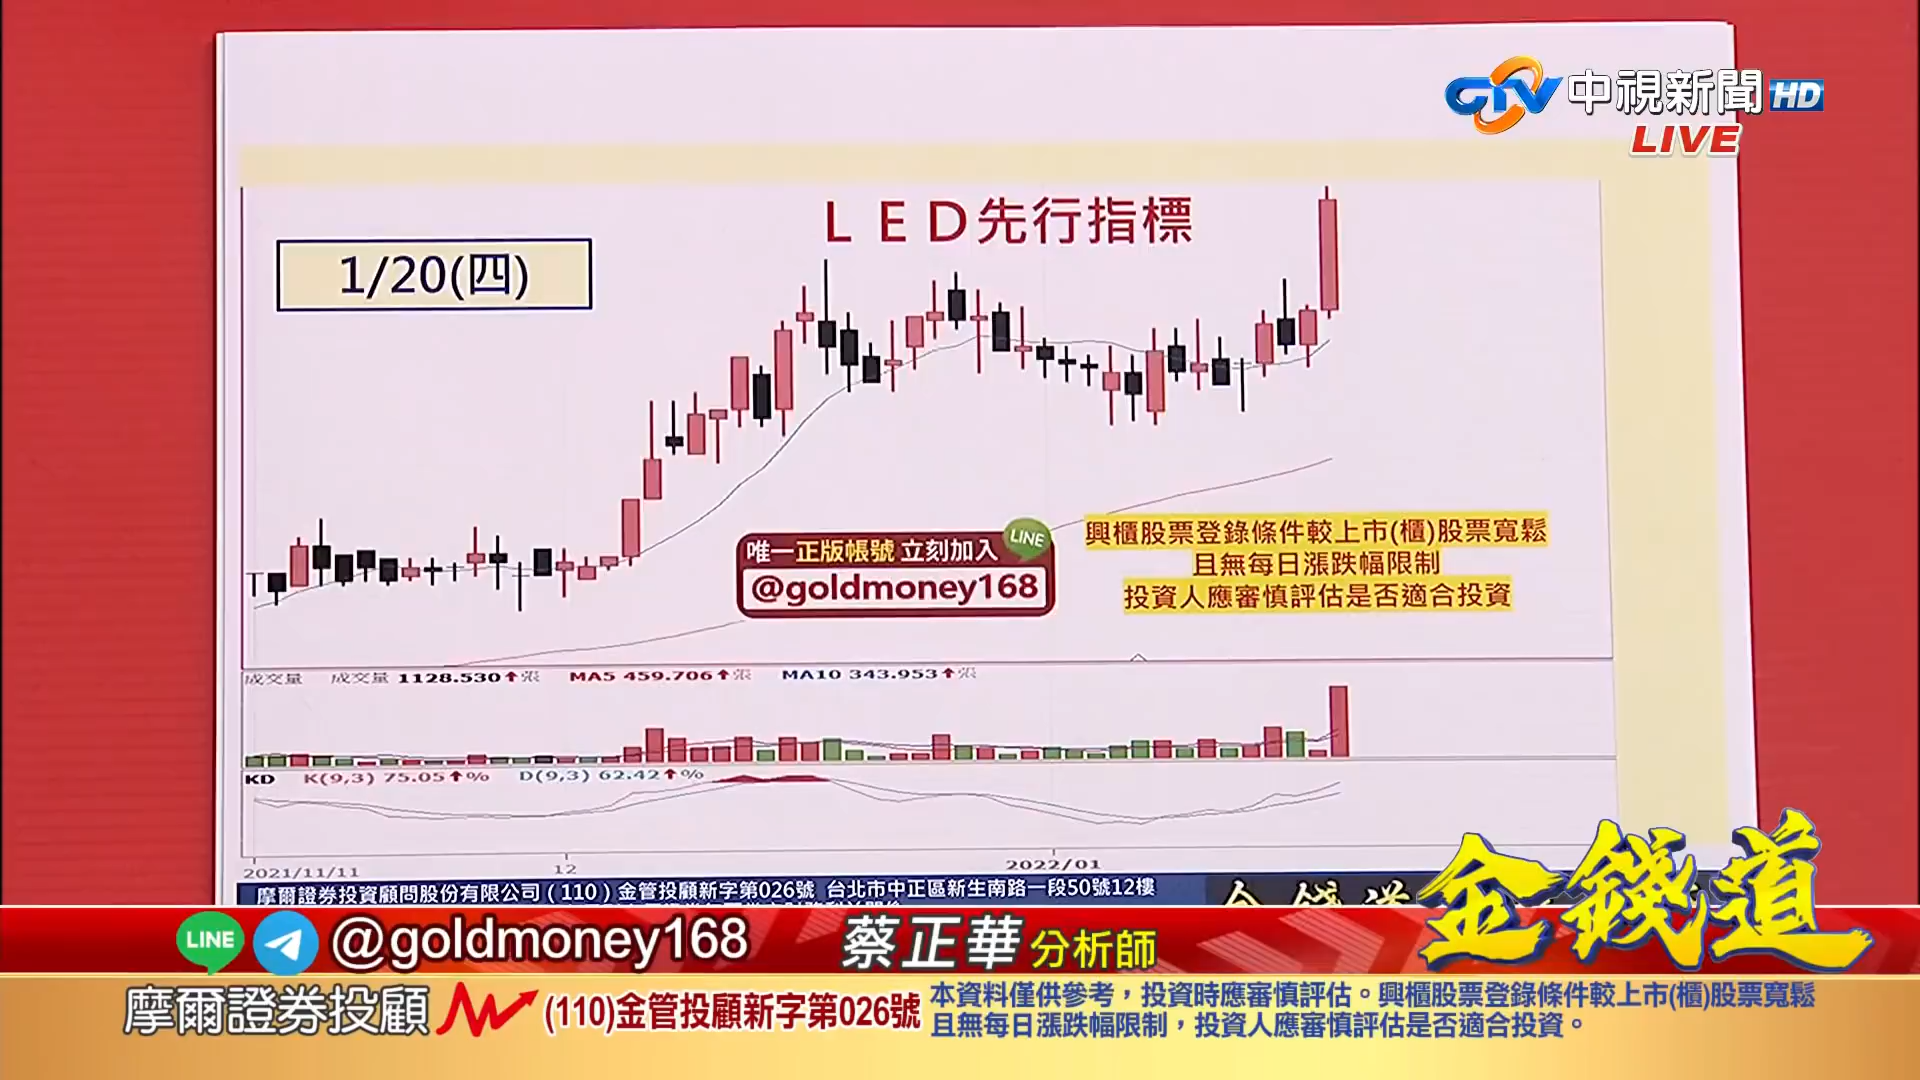 CTV中視新聞HD
LIVE
LED先行指標
1/20(四)
唯一正版帳號 立刻加入 LINE
@goldmoney168
興櫃股票登錄條件較上市(櫃)股票寬鬆
且無每日漲跌幅限制
投資人應審慎評估是否適合投資
成交量 成交量 1128.530↑張 MA5 459.706↑張 MA10 343.953↑張
KD K(9,3) 75.05↑% D(9,3) 62.42↑%
2021/11/11 12 2022/01
摩爾證券投資顧問股份有限公司(110)金管投顧新字第026號 台北市中正區新生南路一段50號12樓
金錢道
LINE @goldmoney168 蔡正華 分析師
摩爾證券投顧 (110)金管投顧新字第026號
本資料僅供參考，投資時應審慎評估。興櫃股票登錄條件較上市(櫃)股票寬鬆
且無每日漲跌幅限制，投資人應審慎評估是否適合投資。